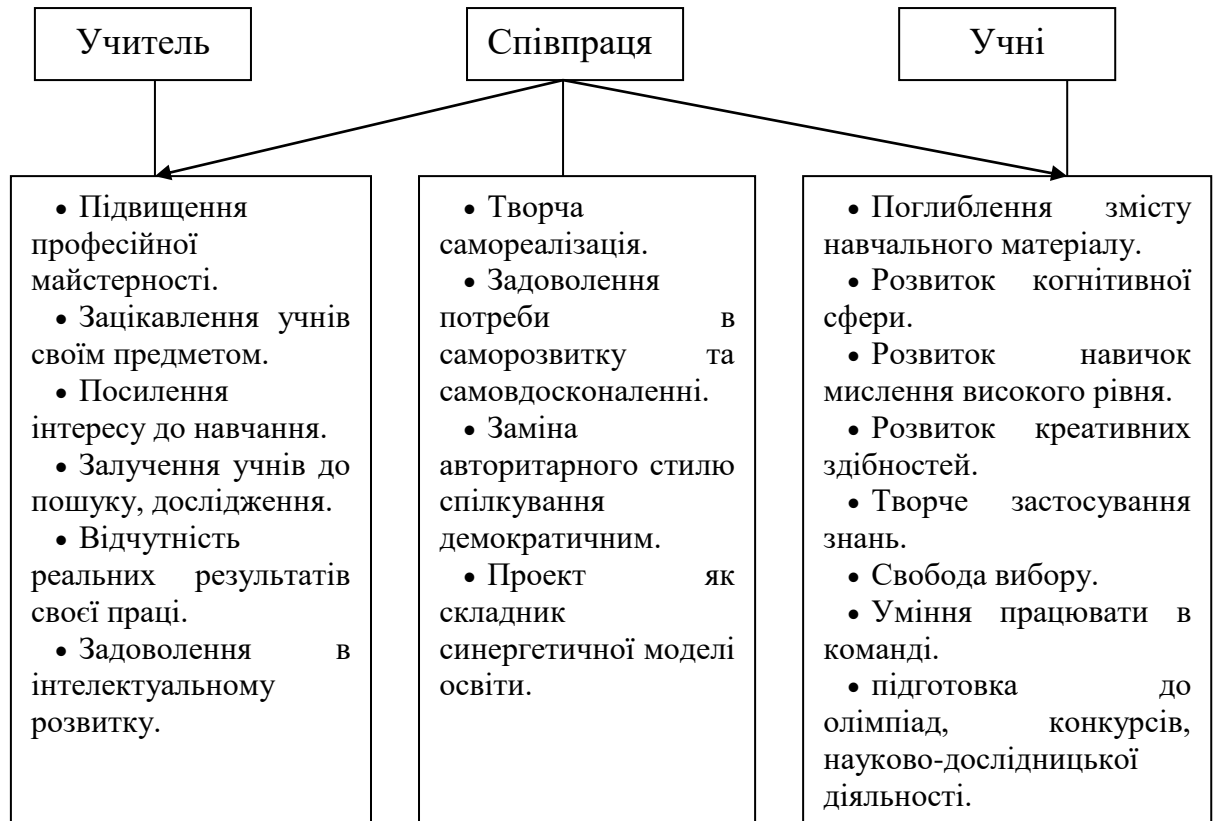 Учитель
Співпраця
Учні
• Підвищення
професійної
майстерності.
• Зацікавлення учнів
своїм предметом.
• Посилення
інтересу до навчання.
• Залучення учнів до
пошуку, дослідження.
• Відчутність
реальних результатів
своєї праці.
• Задоволення в
інтелектуальному
розвитку.
• Творча
самореалізація.
• Задоволення
потреби в
саморозвитку та
самовдосконаленні.
• Заміна
авторитарного стилю
спілкування
демократичним.
• Проект як
складник
синергетичної моделі
освіти.
• Поглиблення змісту
навчального матеріалу.
• Розвиток когнітивної
сфери.
• Розвиток навичок
мислення високого рівня.
• Розвиток креативних
здібностей.
• Творче застосування
знань.
• Свобода вибору.
• Уміння працювати в
команді.
• підготовка до
олімпіад, конкурсів,
науково-дослідницької
діяльності.